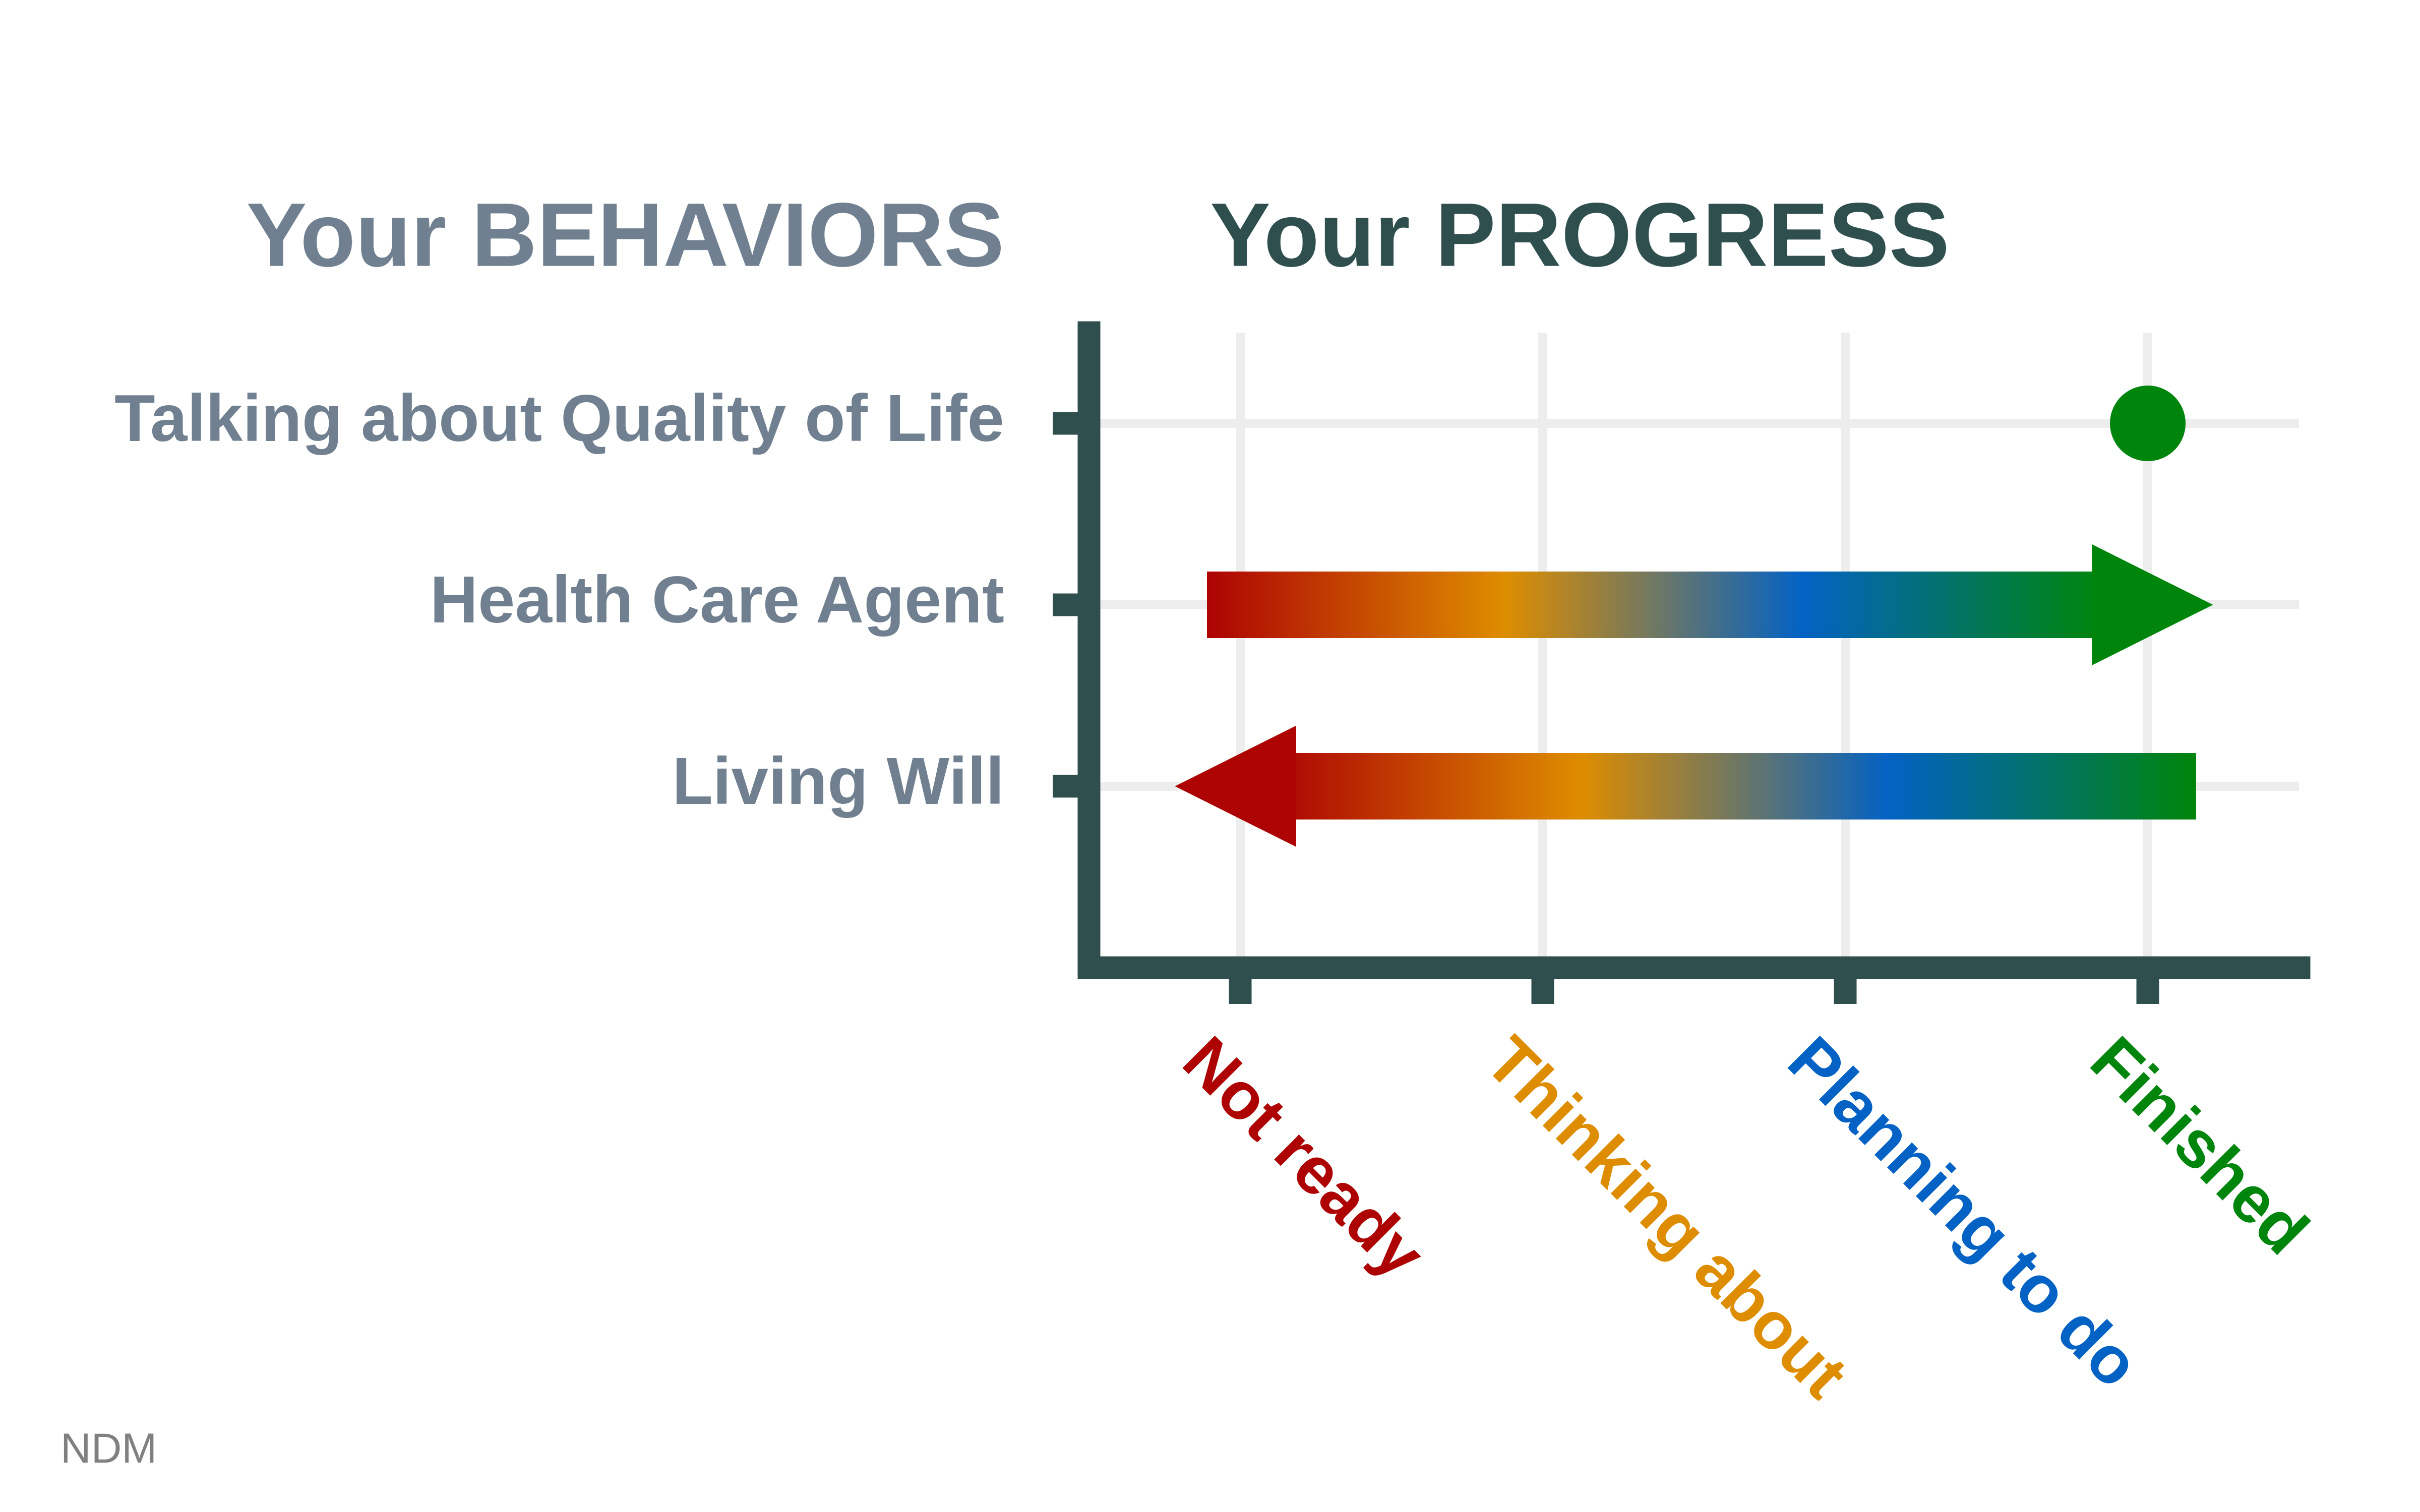 Your BEHAVIORS
Your PROGRESS
Talking about Quality of Life
Health Care Agent
Living Will
Not ready
Thinking about
Planning to do
Finished
NDM